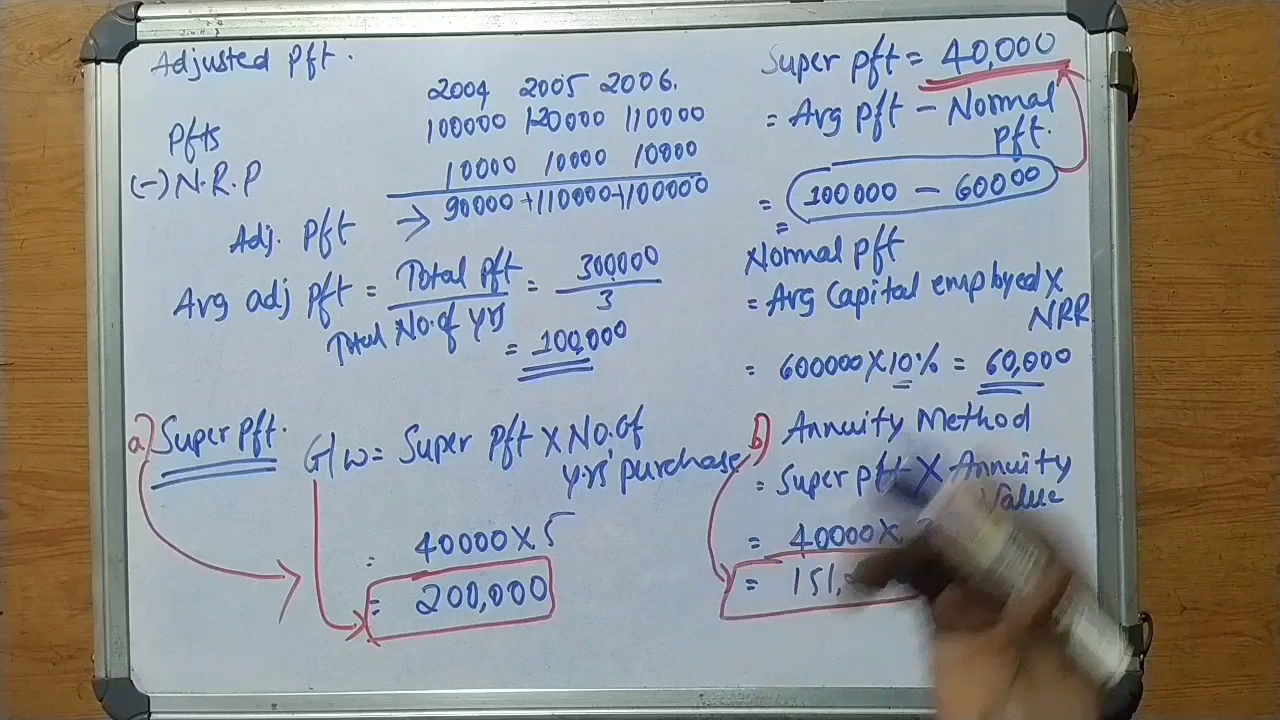 Adjusted Pft.
2004 2005 2006.
Pfts 100000 120000 110000
(-) N.R.P 10000 10000 10000
Adj. Pft → 90000+110000+100000
Avg adj pft = Total pft / Total No. of yrs = 300,000 / 3
= 100,000
a) Super pft.
G/w = Super pft X No. of yrs' purchase
= 40000 X 5
= 200,000
Super pft = 40,000
= Avg pft - Normal pft.
= 100000 - 60000
=
Normal pft
= Avg Capital employed X NRR
= 600000 X 10% = 60,000
b) Annuity Method
= Super pft X Annuity Value
= 40000 X
= 151,